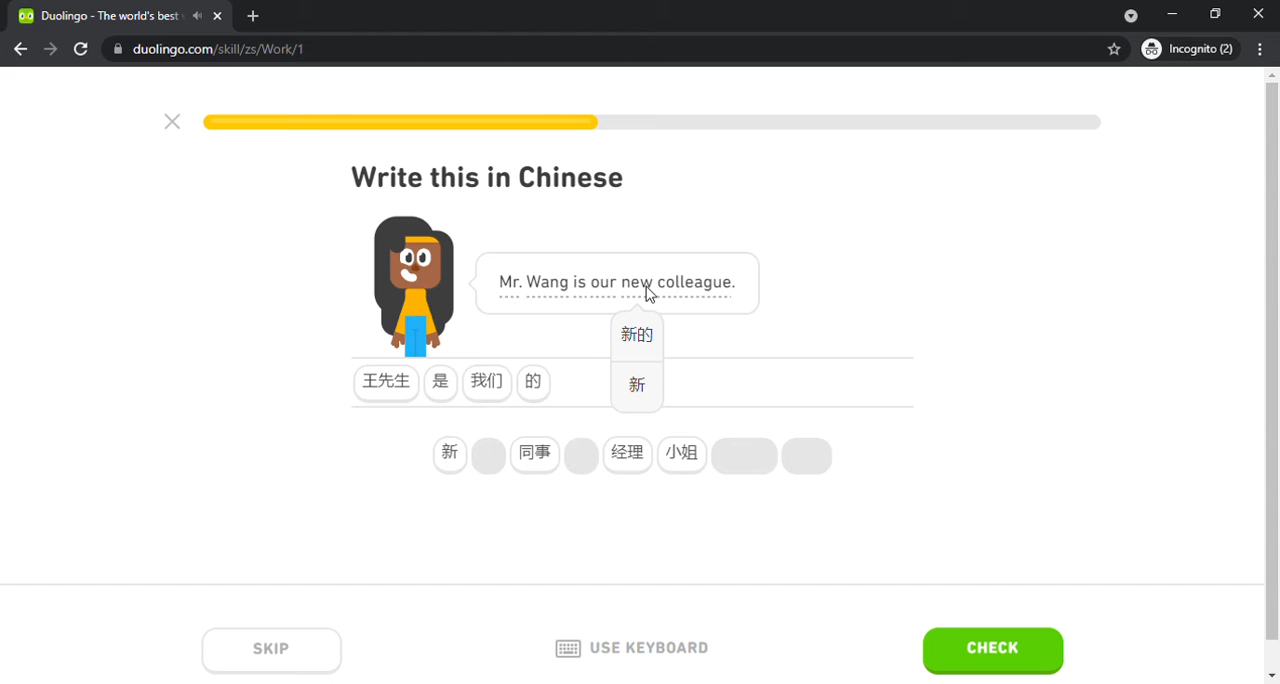 Duolingo - The world's best
duolingo.com/skill/zs/Work/1
Incognito (2)
Write this in Chinese
Mr. Wang is our new colleague.
新的
新
王先生 是 我们 的
新 同事 经理 小姐
SKIP
USE KEYBOARD
CHECK